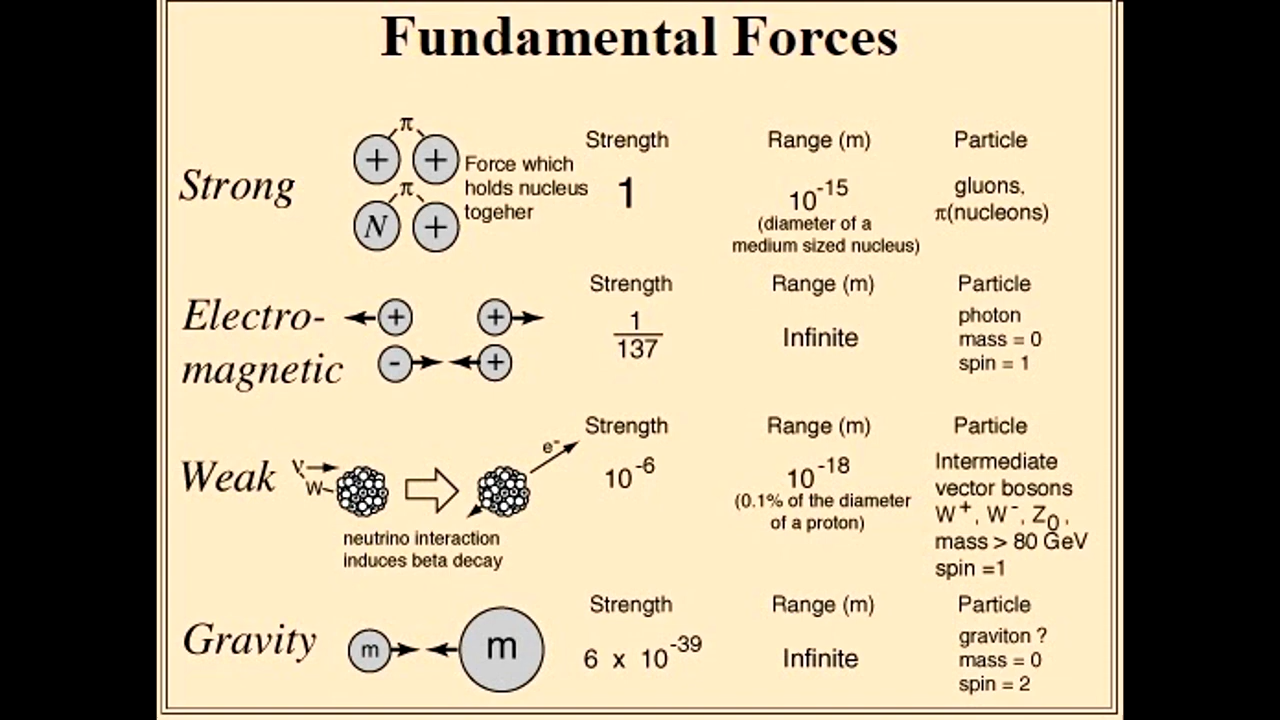 Fundamental Forces
Strong
π
+ +
π
N +
Force which
holds nucleus
togeher
Strength
1
Range (m)
10^-15
(diameter of a
medium sized nucleus)
Particle
gluons,
π(nucleons)
Electro-
magnetic
+ +
- +
Strength
1
137
Range (m)
Infinite
Particle
photon
mass = 0
spin = 1
Weak
ν
W
e-
neutrino interaction
induces beta decay
Strength
10^-6
Range (m)
10^-18
(0.1% of the diameter
of a proton)
Particle
Intermediate
vector bosons
W+, W-, Z0,
mass > 80 GeV
spin =1
Gravity
m m
Strength
6 x 10^-39
Range (m)
Infinite
Particle
graviton ?
mass = 0
spin = 2